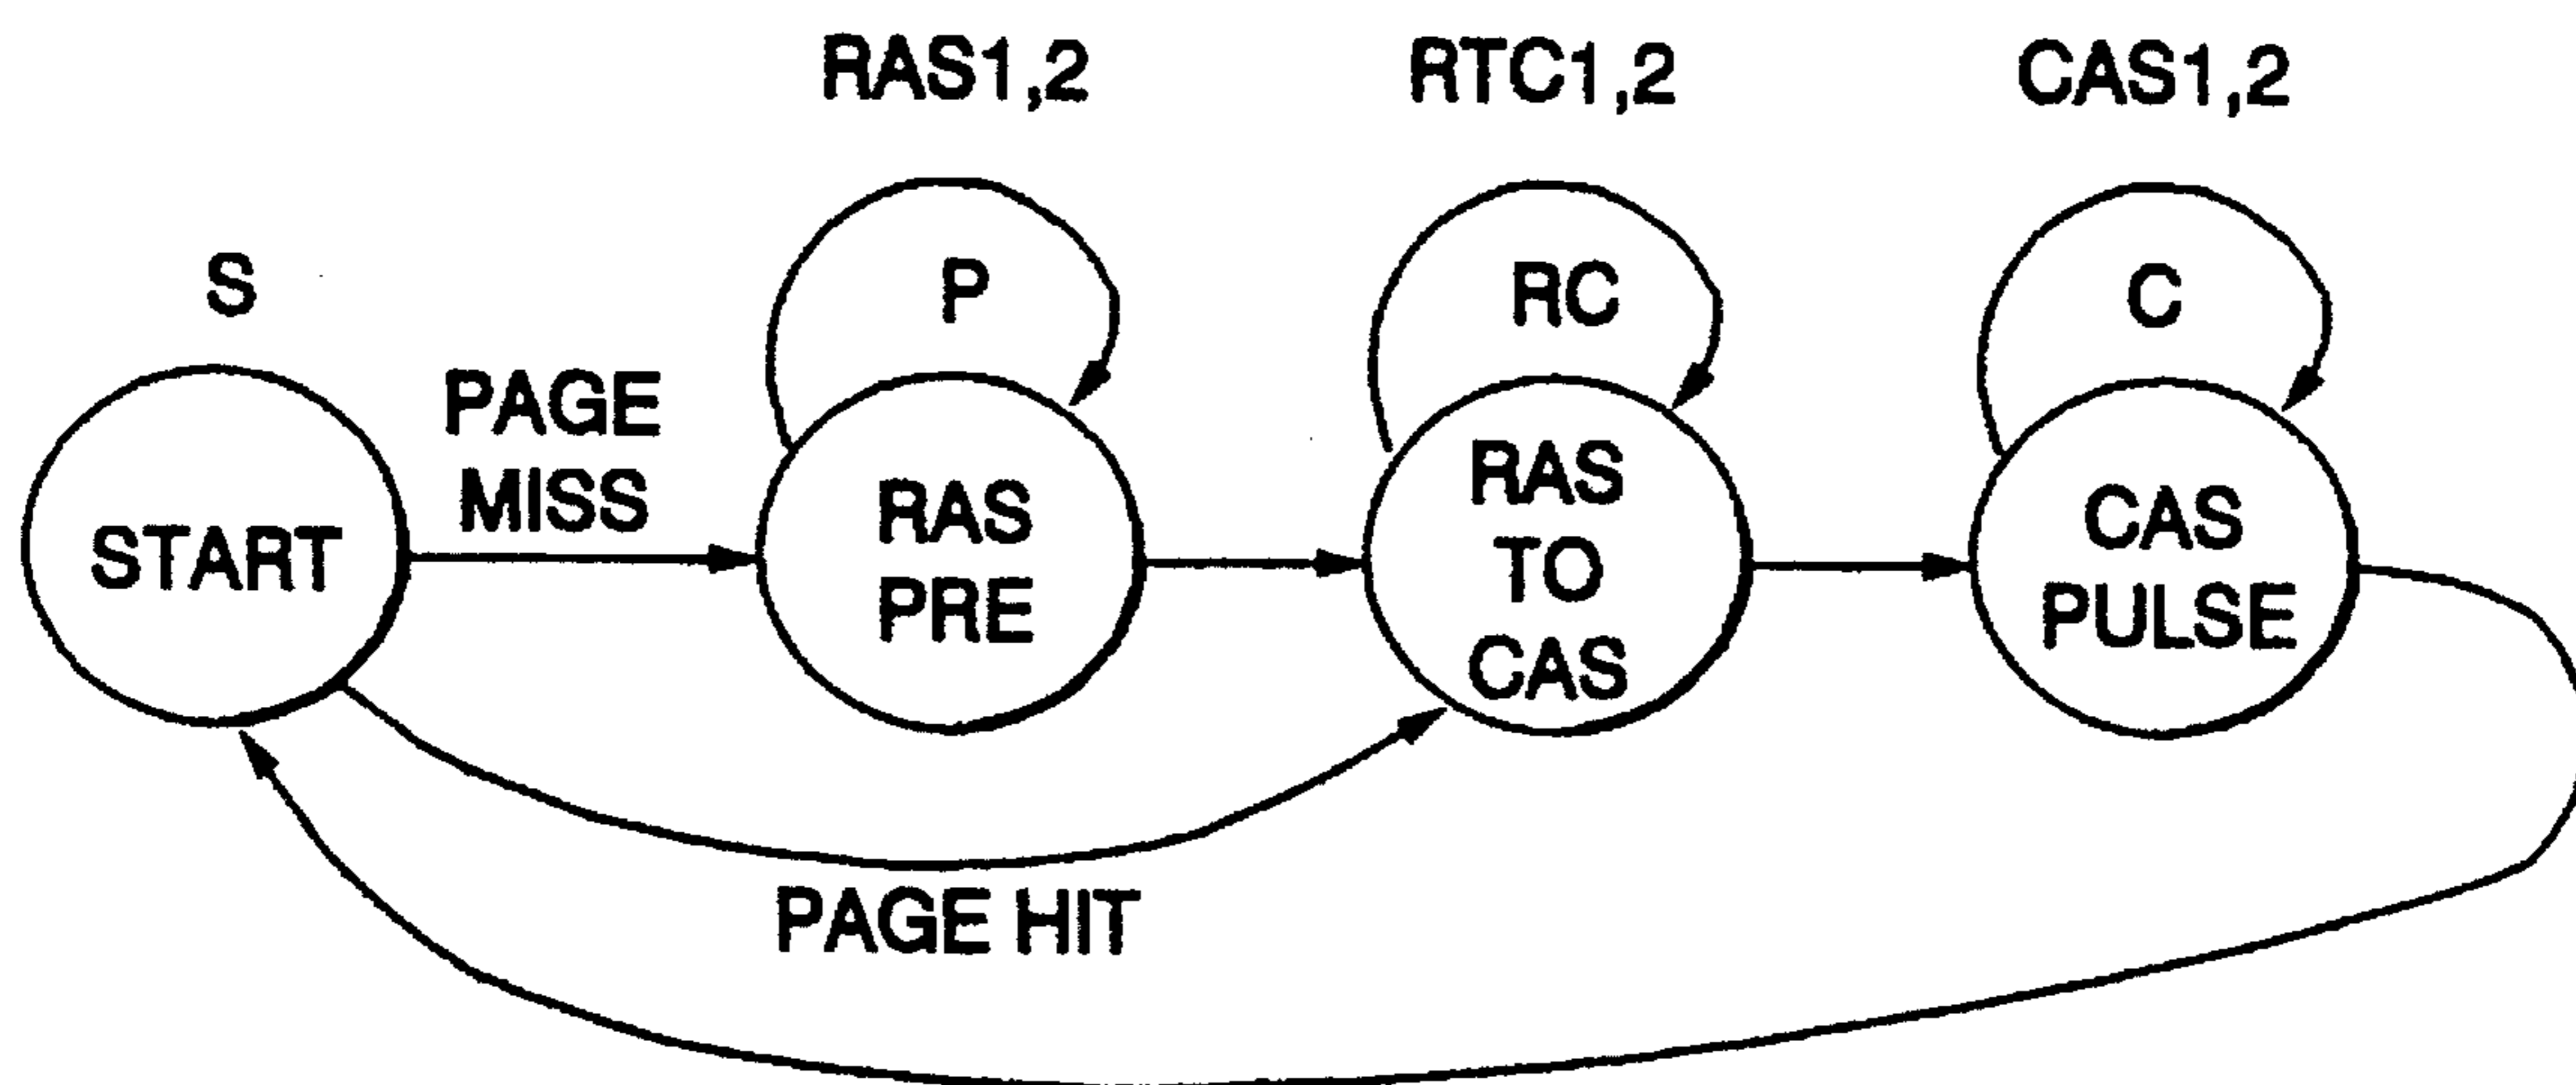 RAS1,2
RTC1,2
CAS1,2
S
P
RC
C
START
PAGE
MISS
RAS
PRE
RAS
TO
CAS
CAS
PULSE
PAGE HIT